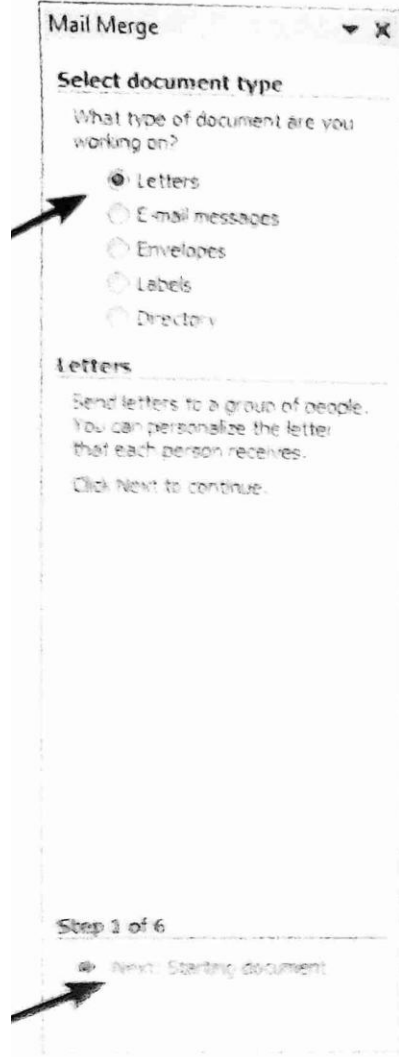 Mail Merge
Select document type
What type of document are you
working on?
Letters
E-mail messages
Envelopes
Labels
Directory
Letters
Send letters to a group of people.
You can personalize the letter
that each person receives.
Click Next to continue.
Step 1 of 6
Next: Starting document